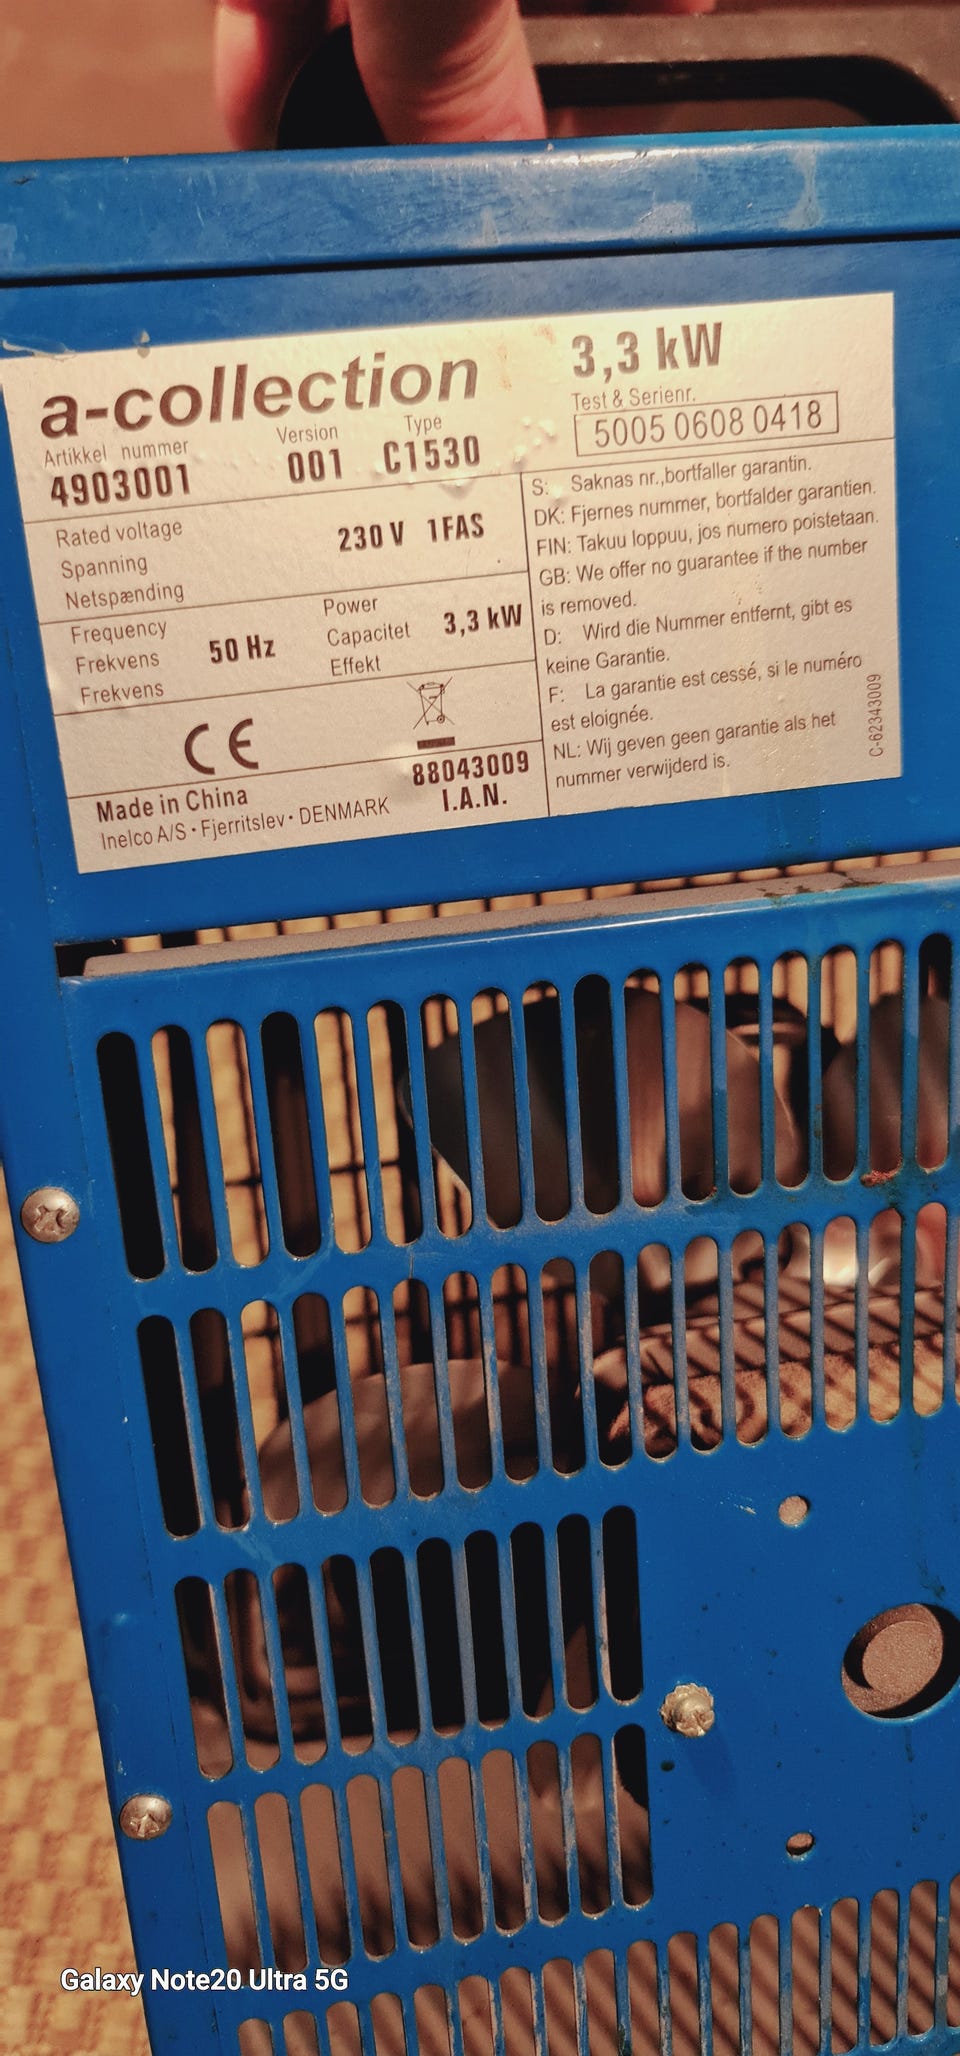 a-collection
3,3 kW
Artikkel nummer
Version
Type
Test & Serienr.
4903001
001
C1530
5005 0608 0418
Rated voltage
Spanning
Netspænding
230 V 1FAS
Frequency
Frekvens
Frekvens
50 Hz
Power
Capacitet
Effekt
3,3 kW
CE
88043009
I.A.N.
Made in China
Inelco A/S · Fjerritslev · DENMARK
S: Saknas nr.,bortfaller garantin.
DK: Fjernes nummer, bortfalder garantien.
FIN: Takuu loppuu, jos numero poistetaan.
GB: We offer no guarantee if the number
is removed.
D: Wird die Nummer entfernt, gibt es
keine Garantie.
F: La garantie est cessé, si le numéro
est eloignée.
NL: Wij geven geen garantie als het
nummer verwijderd is.
C-62343009
Galaxy Note20 Ultra 5G